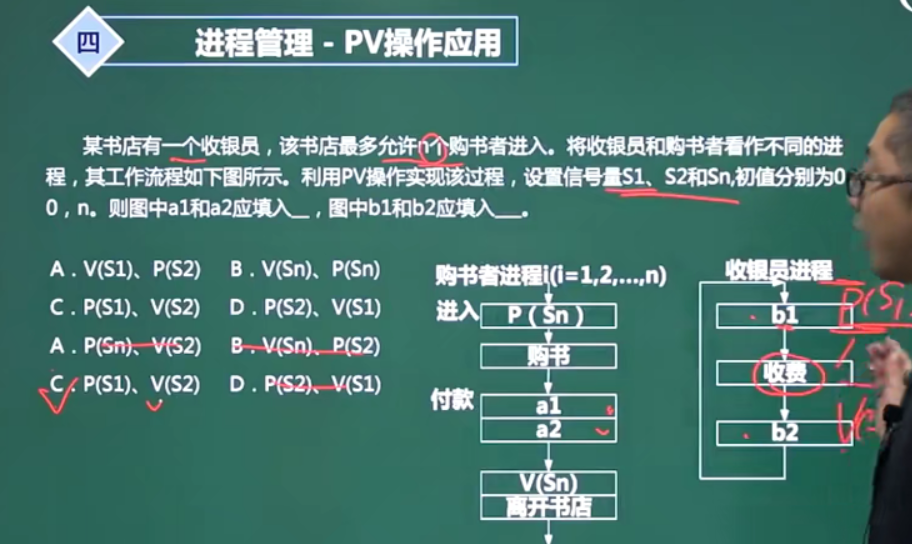 四
进程管理 - PV操作应用
某书店有一个收银员，该书店最多允许n个购书者进入。将收银员和购书者看作不同的进
程，其工作流程如下图所示。利用PV操作实现该过程，设置信号量S1、S2和Sn,初值分别为0
0，n。则图中a1和a2应填入__，图中b1和b2应填入___。
A．V(S1)、P(S2) B．V(Sn)、P(Sn)
C．P(S1)、V(S2) D．P(S2)、V(S1)
A．P(Sn)、V(S2) B．V(Sn)、P(S2)
C．P(S1)、V(S2) D．P(S2)、V(S1)
购书者进程i(i=1,2,...,n)
进入
P（Sn）
购书
付款
a1
a2
V(Sn)
离开书店
收银员进程
b1
P(S1
收费
b2
V(